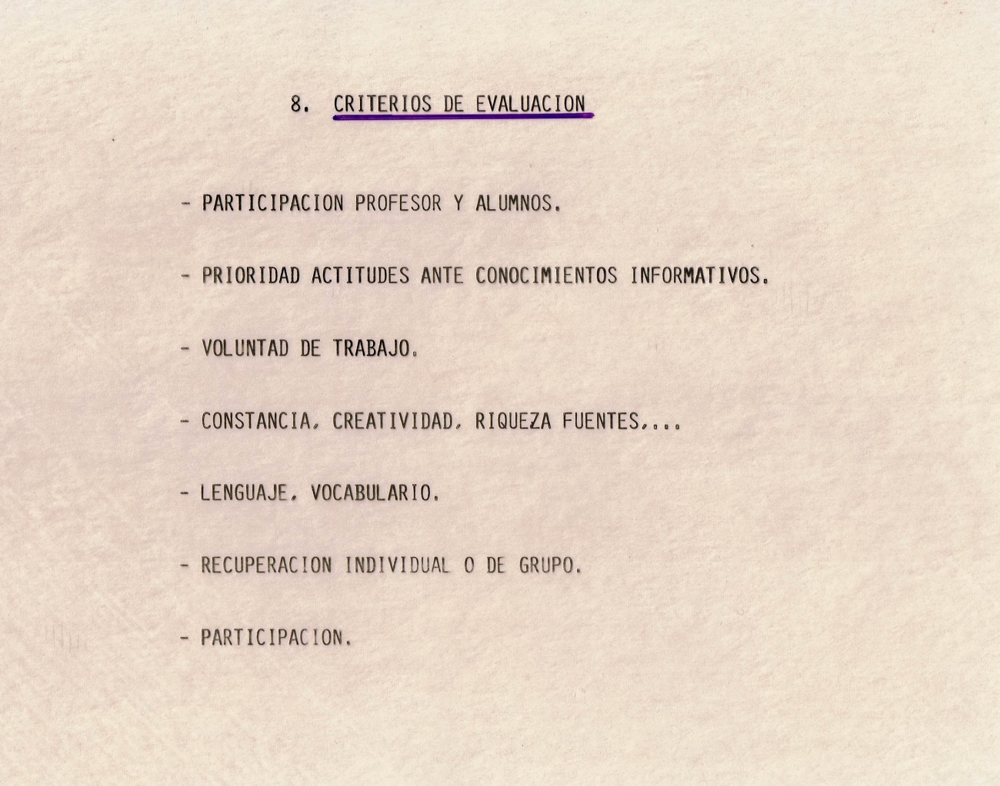 8. CRITERIOS DE EVALUACION
- PARTICIPACION PROFESOR Y ALUMNOS.
- PRIORIDAD ACTITUDES ANTE CONOCIMIENTOS INFORMATIVOS.
- VOLUNTAD DE TRABAJO.
- CONSTANCIA, CREATIVIDAD, RIQUEZA FUENTES,...
- LENGUAJE, VOCABULARIO.
- RECUPERACION INDIVIDUAL O DE GRUPO.
- PARTICIPACION.